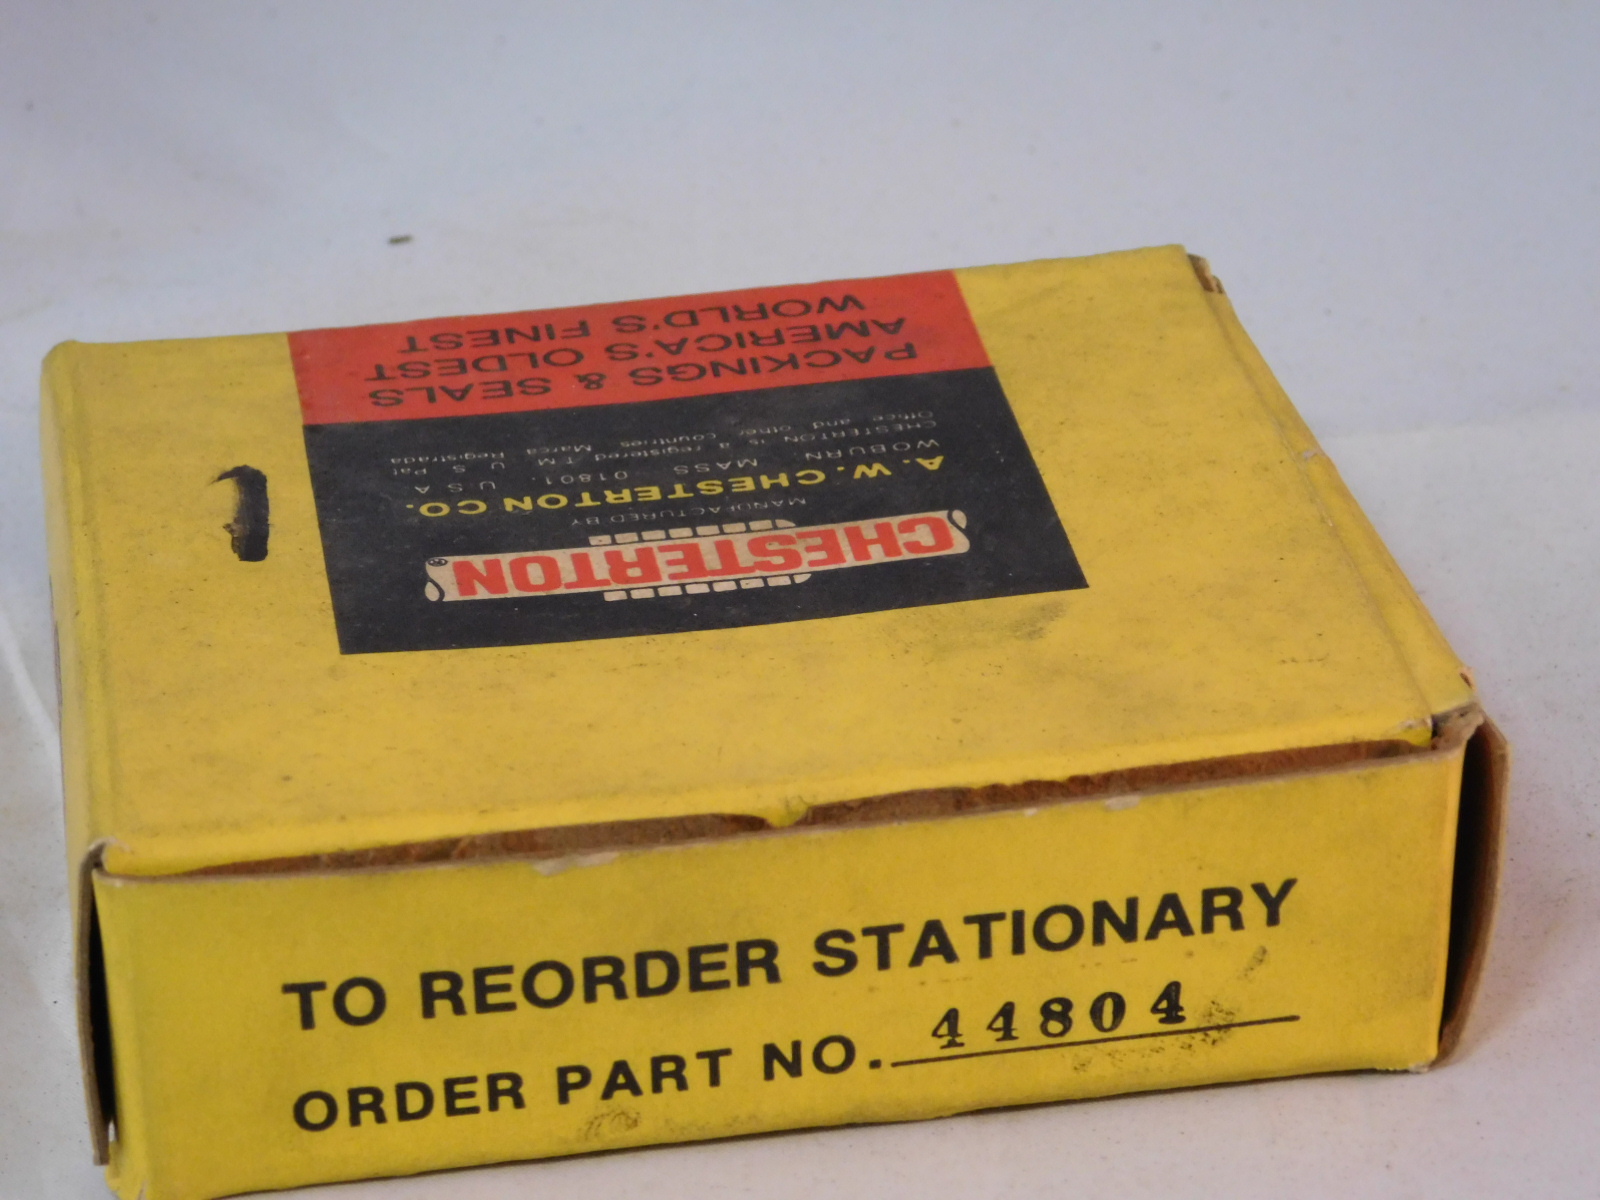 CHESTERTON
MANUFACTURED BY
A.W. CHESTERTON CO.
WOBURN, MASS 01801, U.S.A.
CHESTERTON is a registered T.M. U S Pat
Office and other countries Marca Registrada
PACKINGS & SEALS
AMERICA'S OLDEST
WORLD'S FINEST
TO REORDER STATIONARY
ORDER PART NO. 44804